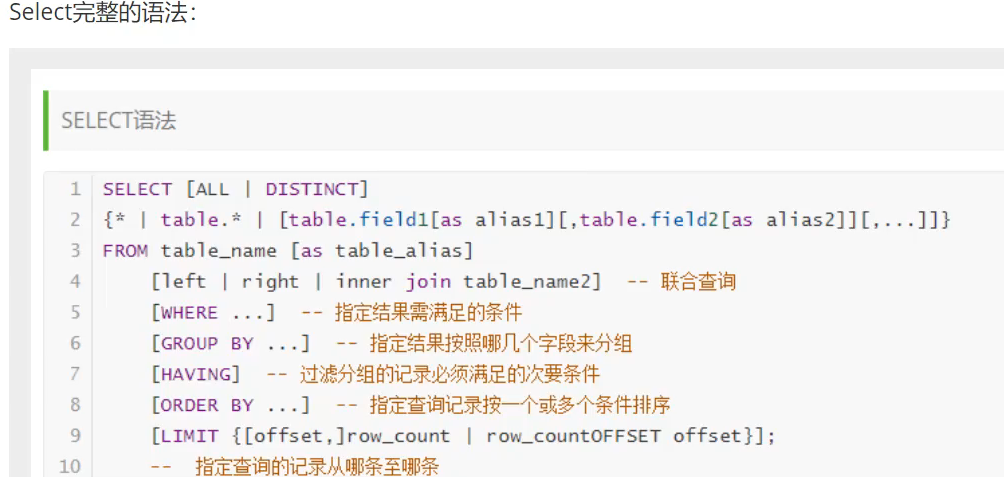 Select完整的语法：
SELECT语法
1 SELECT [ALL | DISTINCT]
2 {* | table.* | [table.field1[as alias1][,table.field2[as alias2]][,...]]}
3 FROM table_name [as table_alias]
4 [left | right | inner join table_name2] -- 联合查询
5 [WHERE ...] -- 指定结果需满足的条件
6 [GROUP BY ...] -- 指定结果按照哪几个字段来分组
7 [HAVING] -- 过滤分组的记录必须满足的次要条件
8 [ORDER BY ...] -- 指定查询记录按一个或多个条件排序
9 [LIMIT {[offset,]row_count | row_countOFFSET offset}];
10 -- 指定查询的记录从哪条至哪条